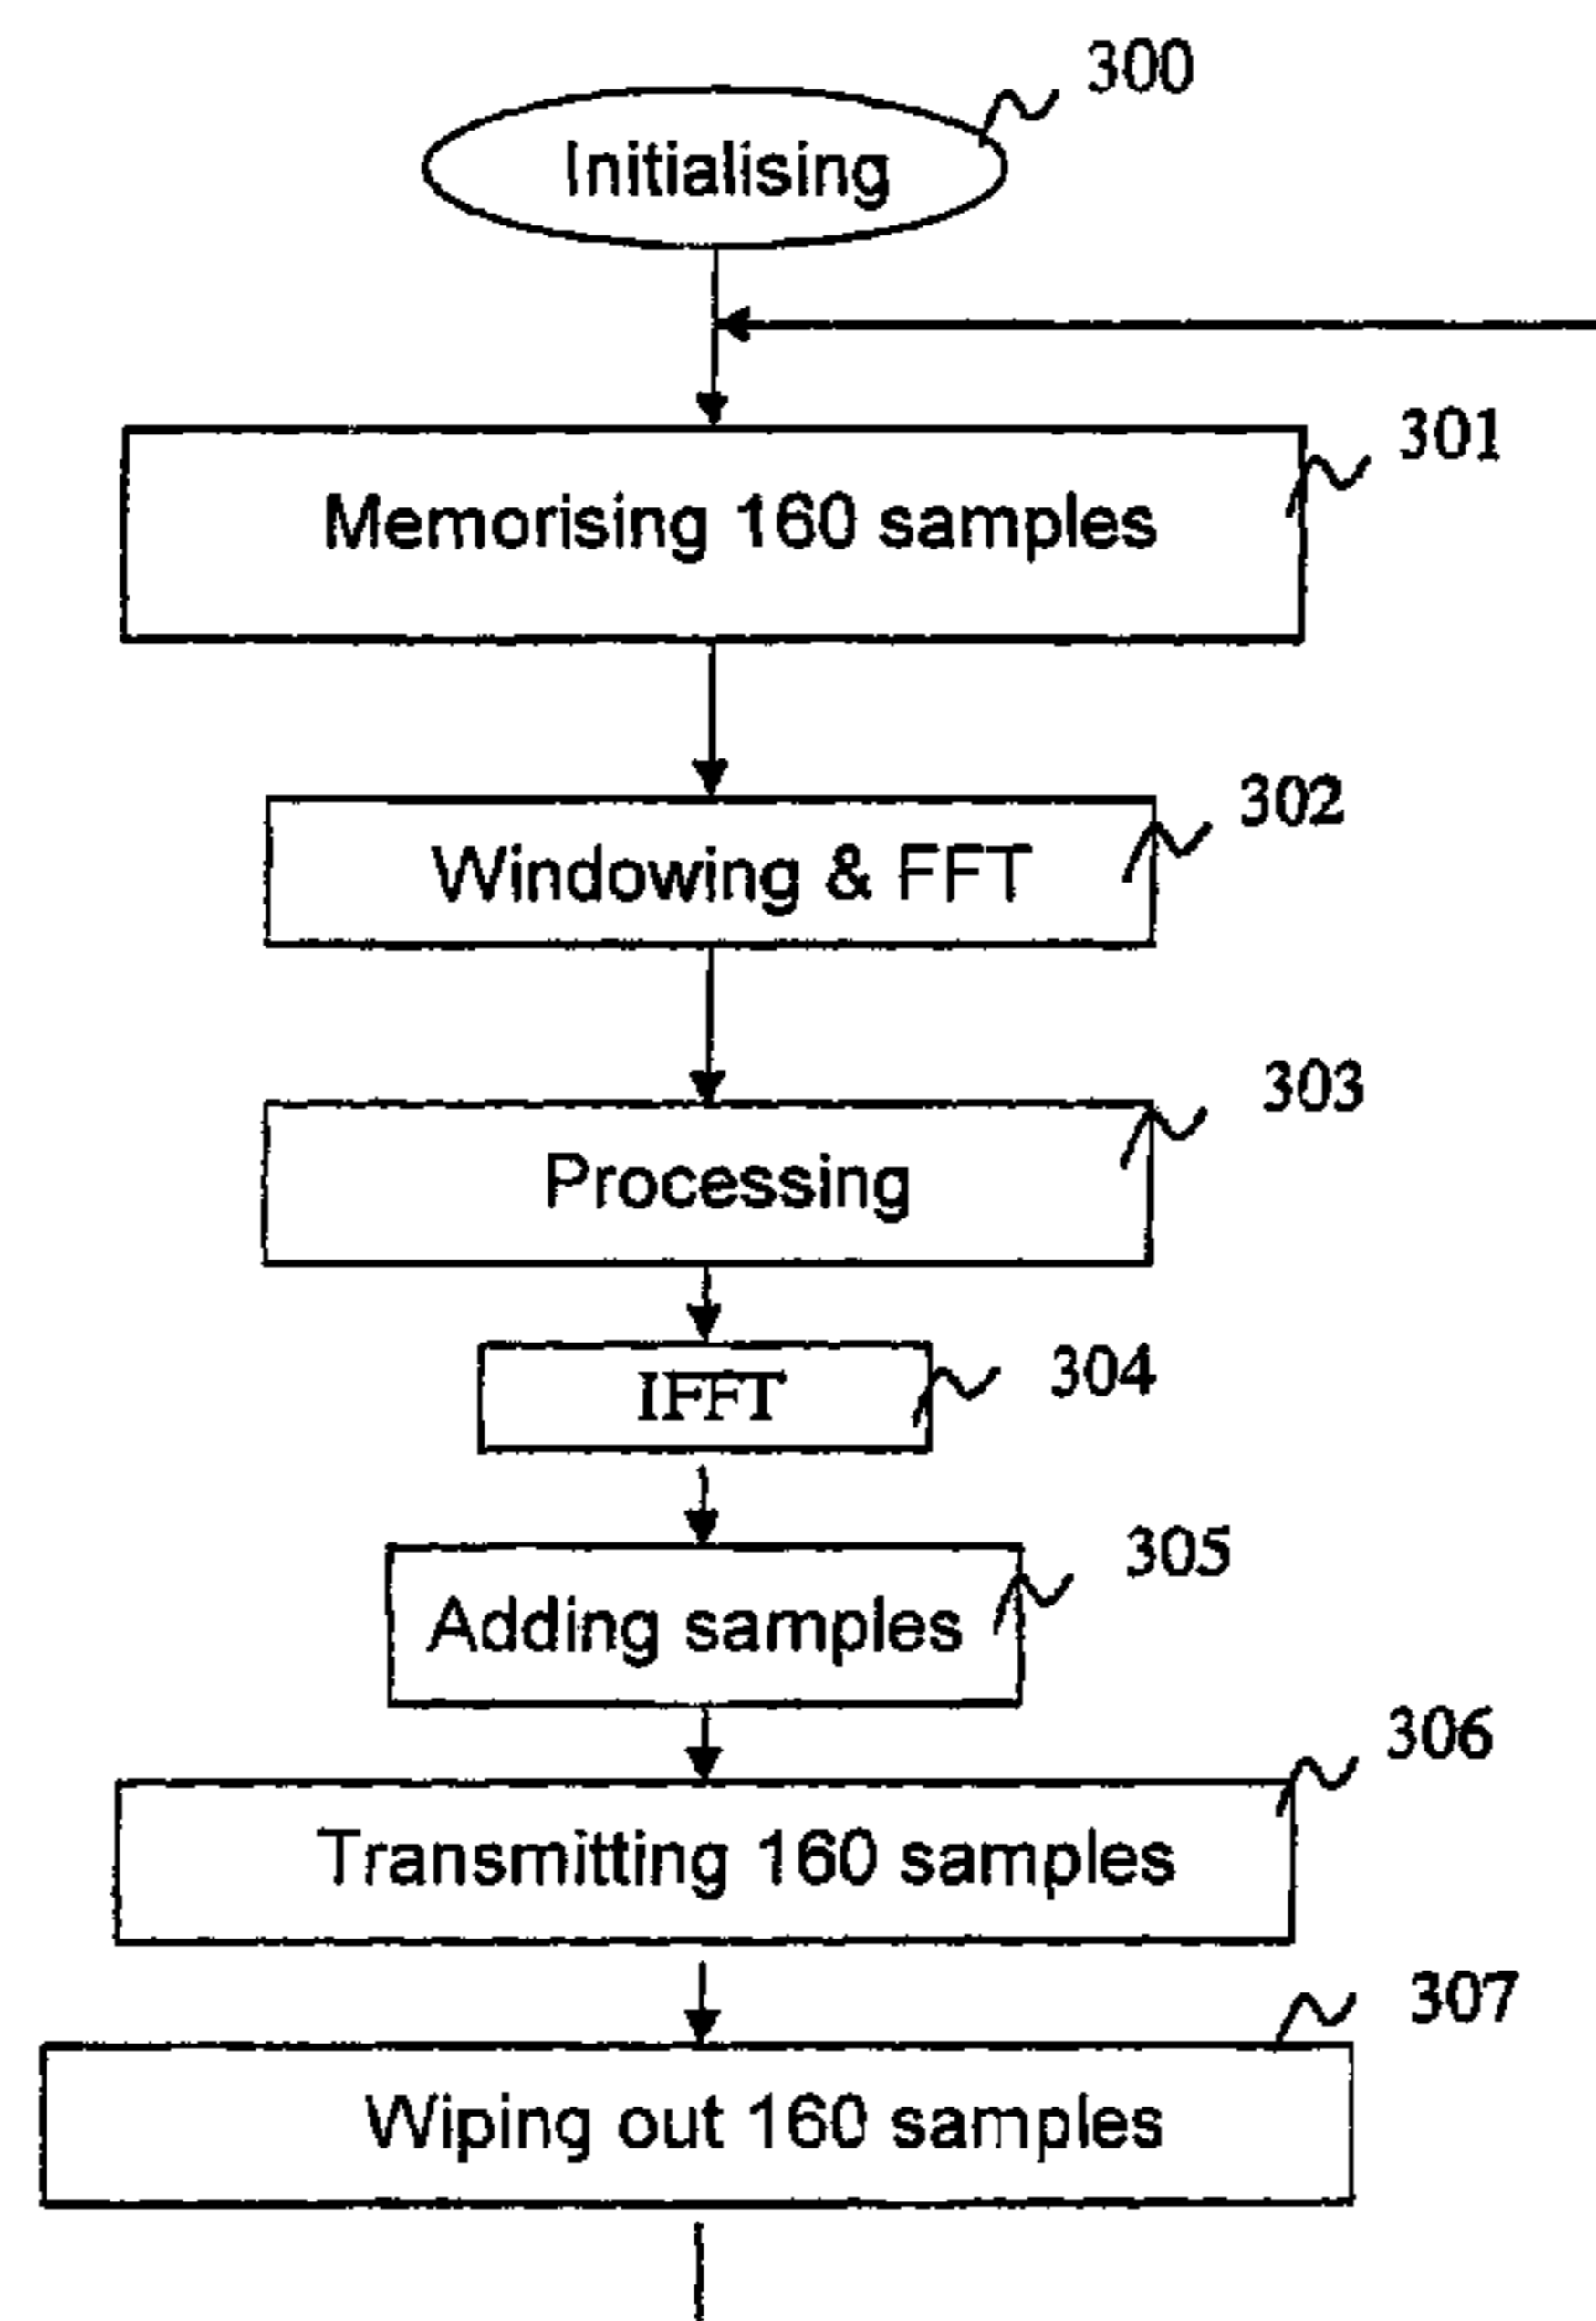 300
Initialising
301
Memorising 160 samples
302
Windowing & FFT
303
Processing
304
IFFT
305
Adding samples
306
Transmitting 160 samples
307
Wiping out 160 samples